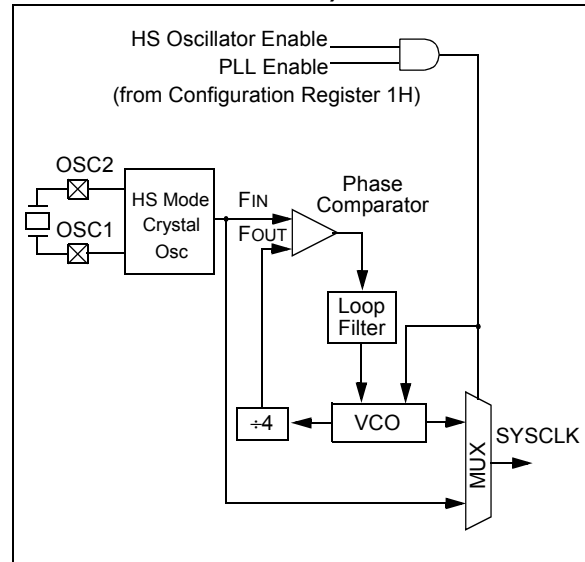 HS Oscillator Enable
PLL Enable
(from Configuration Register 1H)
OSC2
OSC1
HS Mode
Crystal
Osc
FIN
FOUT
Phase
Comparator
Loop
Filter
÷4
VCO
MUX
SYSCLK